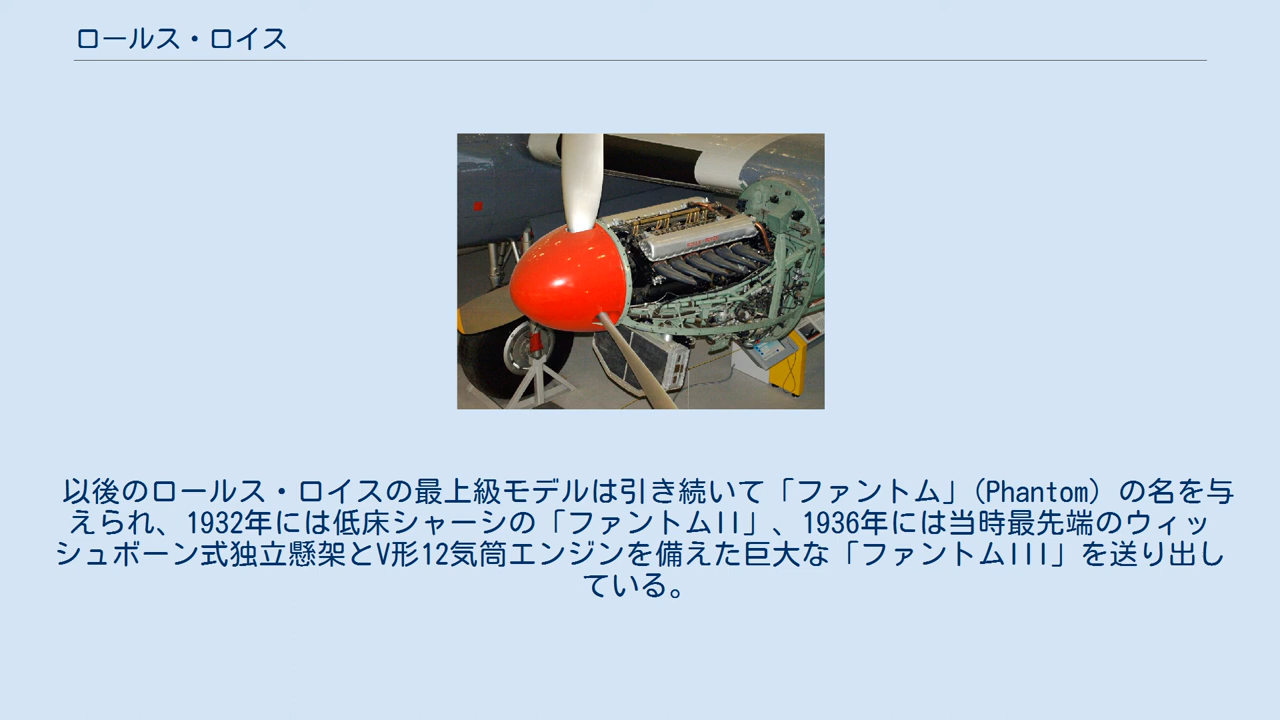 ロールス・ロイス
以後のロールス・ロイスの最上級モデルは引き続いて「ファントム」(Phantom) の名を与
えられ、1932年には低床シャーシの「ファントムII」、1936年には当時最先端のウィッ
シュボーン式独立懸架とV形12気筒エンジンを備えた巨大な「ファントムIII」を送り出し
ている。